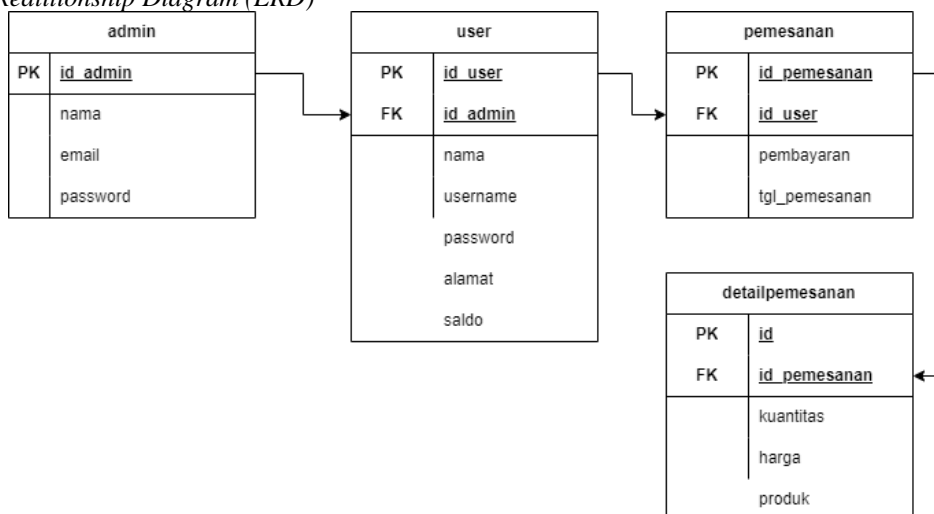 Realitionship Diagram (ERD)
admin
PK id_admin
nama
email
password
user
PK id_user
FK id_admin
nama
username
password
alamat
saldo
pemesanan
PK id_pemesanan
FK id_user
pembayaran
tgl_pemesanan
detailpemesanan
PK id
FK id_pemesanan
kuantitas
harga
produk